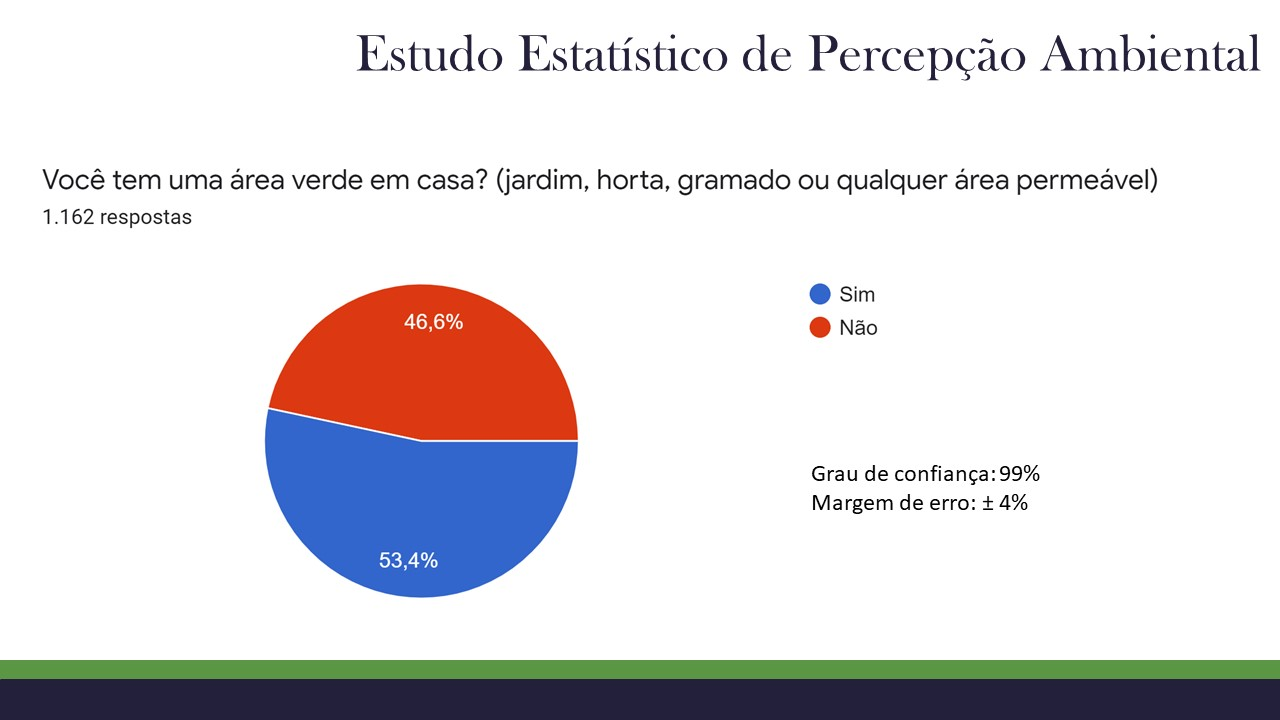 Estudo Estatístico de Percepção Ambiental
Você tem uma área verde em casa? (jardim, horta, gramado ou qualquer área permeável)
1.162 respostas
46,6%
53,4%
Sim
Não
Grau de confiança: 99%
Margem de erro: ± 4%